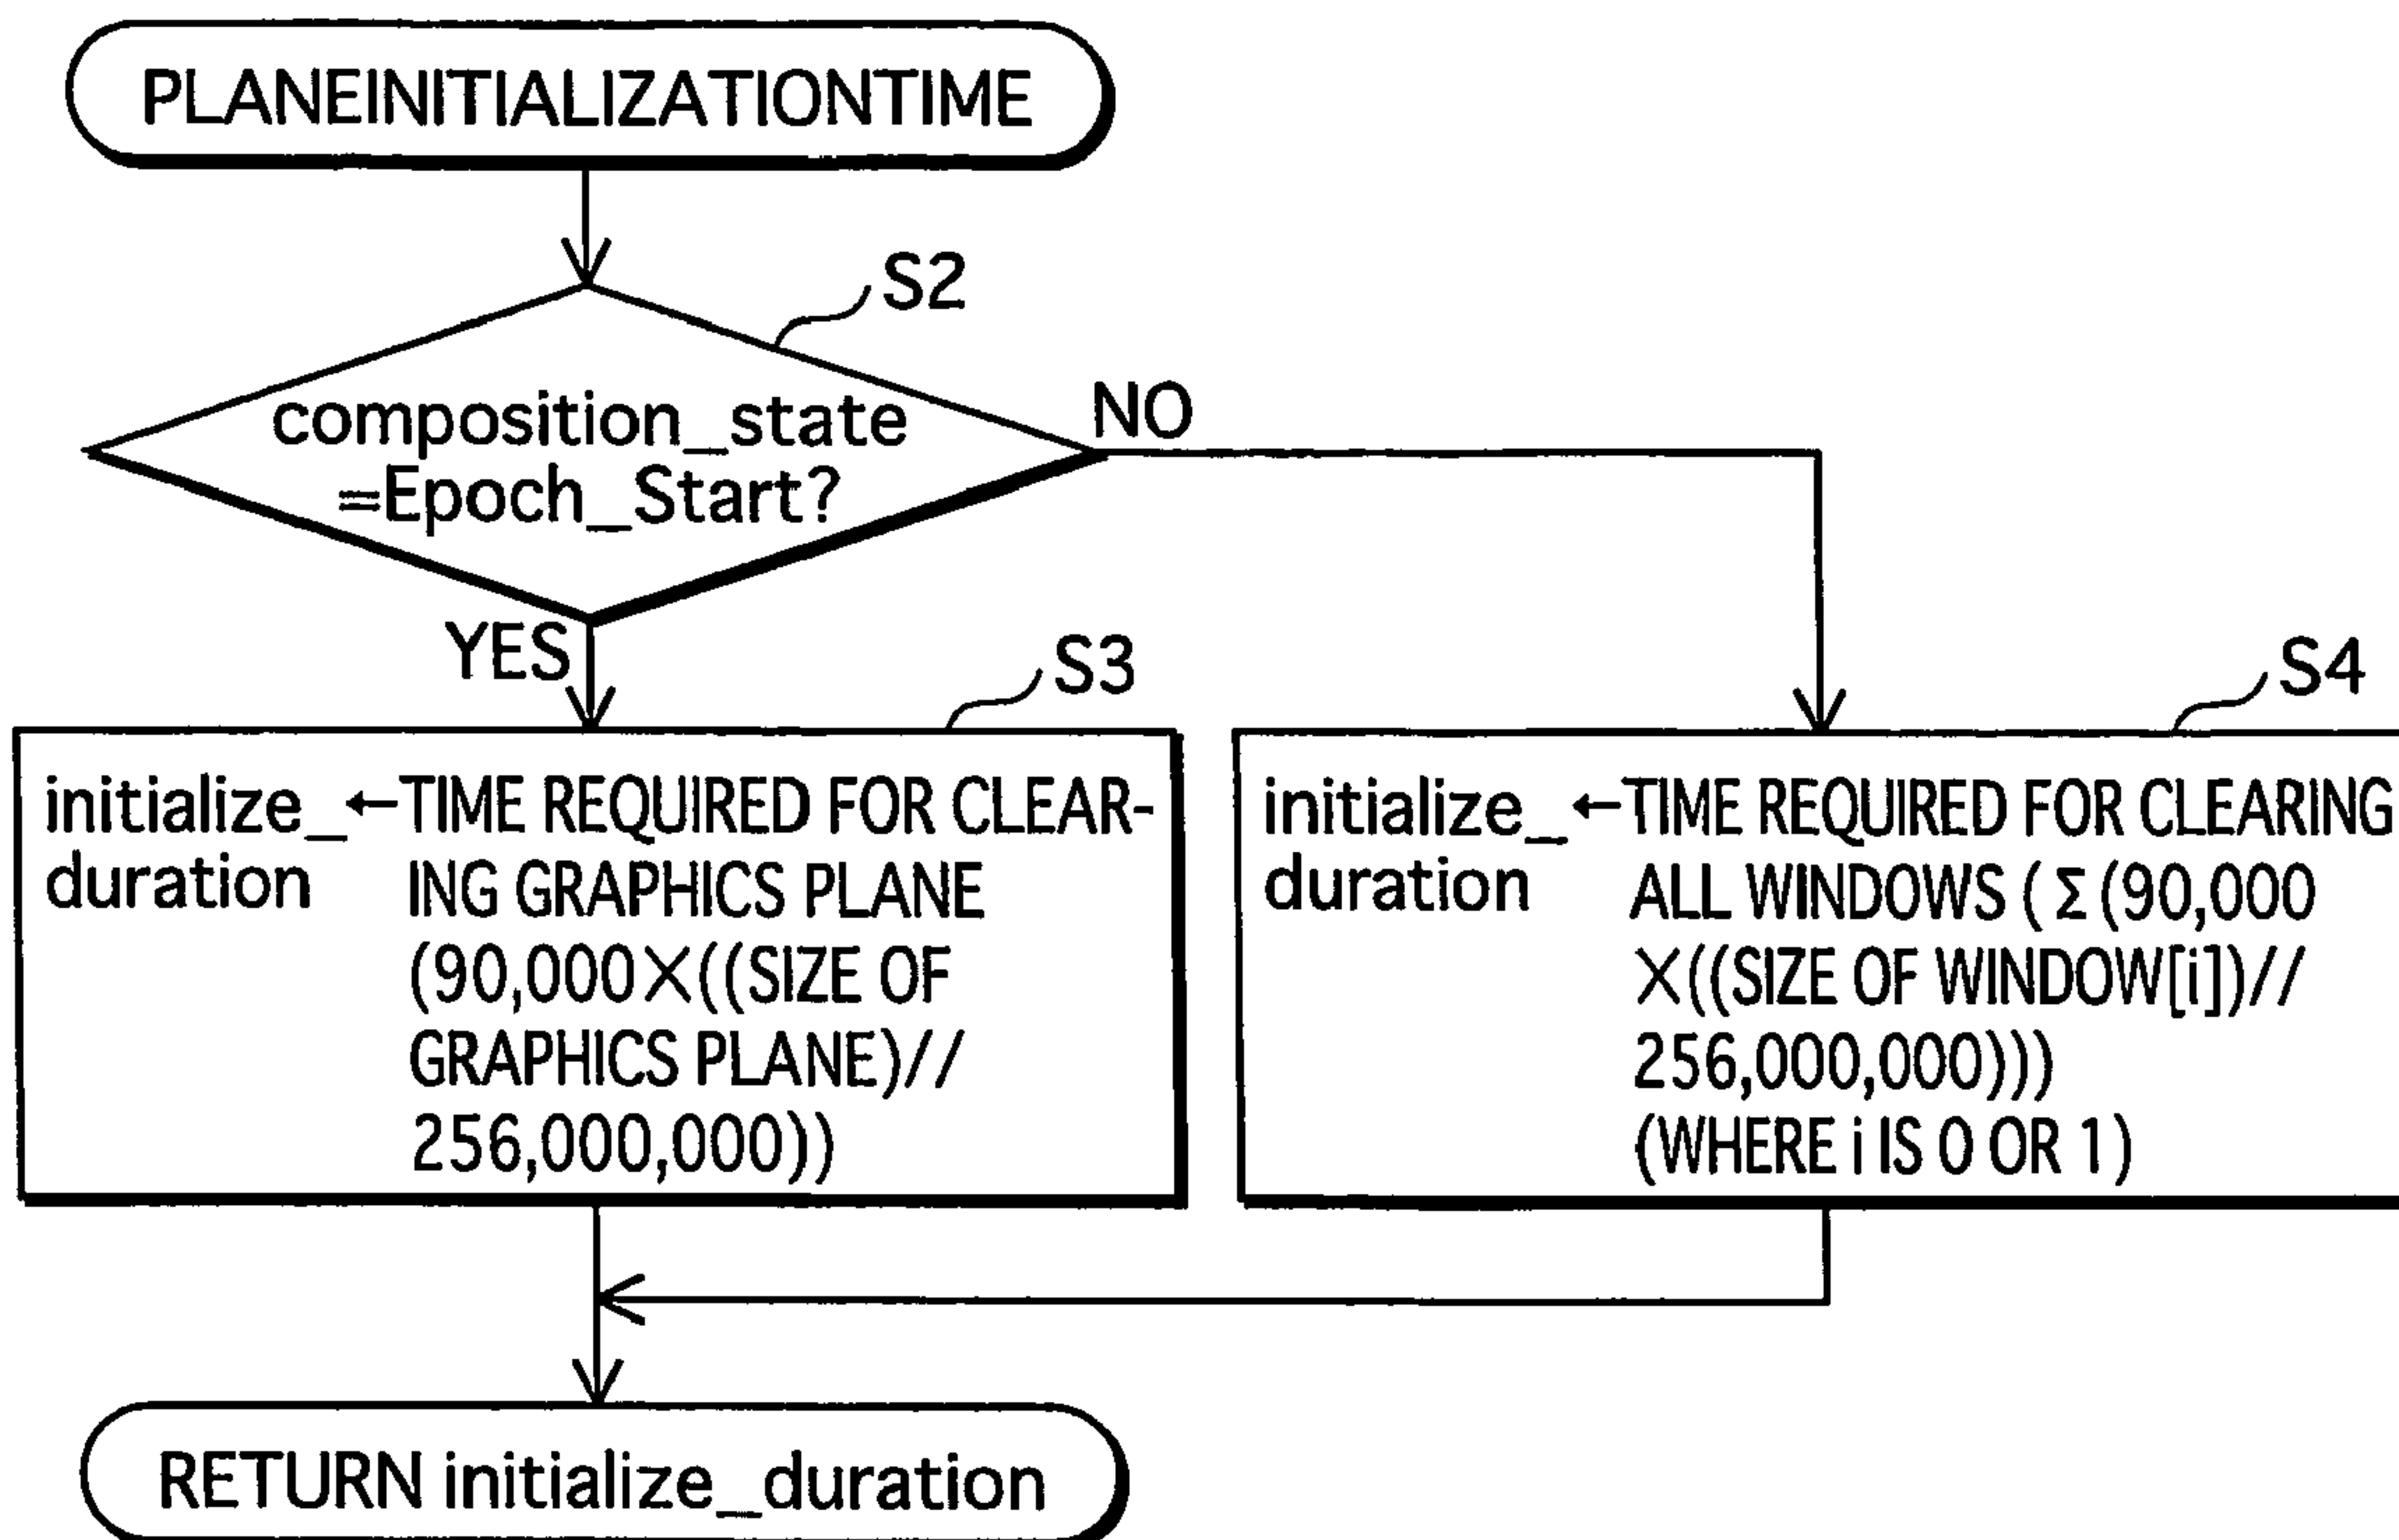 PLANEINITIALIZATIONTIME
S2
composition_state
=Epoch_Start?
NO
YES
S3
initialize_←TIME REQUIRED FOR CLEAR-
duration ING GRAPHICS PLANE
(90,000×((SIZE OF
GRAPHICS PLANE)//
256,000,000))
S4
initialize_←TIME REQUIRED FOR CLEARING
duration ALL WINDOWS (Σ(90,000
×((SIZE OF WINDOW[i])//
256,000,000)))
(WHERE i IS 0 OR 1)
RETURN initialize_duration